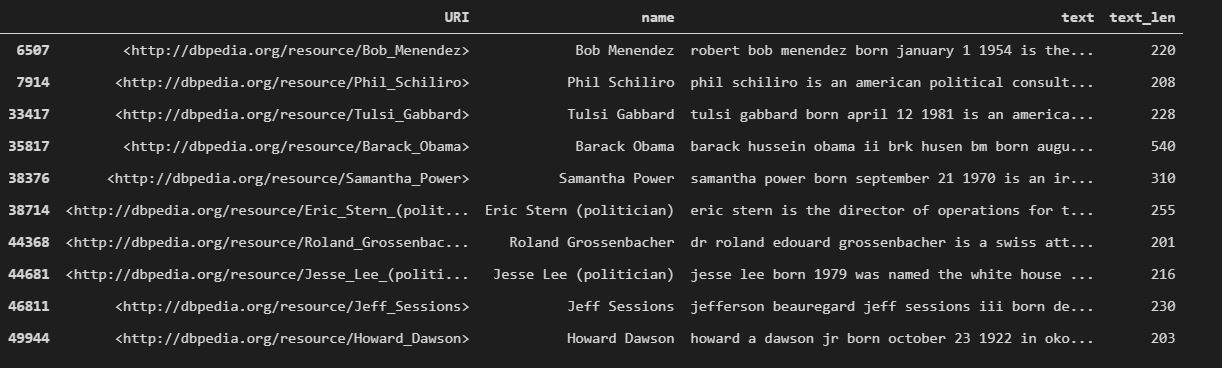 URI name text text_len
6507 <http://dbpedia.org/resource/Bob_Menendez> Bob Menendez robert bob menendez born january 1 1954 is the... 220
7914 <http://dbpedia.org/resource/Phil_Schiliro> Phil Schiliro phil schiliro is an american political consult... 208
33417 <http://dbpedia.org/resource/Tulsi_Gabbard> Tulsi Gabbard tulsi gabbard born april 12 1981 is an america... 228
35817 <http://dbpedia.org/resource/Barack_Obama> Barack Obama barack hussein obama ii brk husen bm born augu... 540
38376 <http://dbpedia.org/resource/Samantha_Power> Samantha Power samantha power born september 21 1970 is an ir... 310
38714 <http://dbpedia.org/resource/Eric_Stern_(polit... Eric Stern (politician) eric stern is the director of operations for t... 255
44368 <http://dbpedia.org/resource/Roland_Grossenbac... Roland Grossenbacher dr roland edouard grossenbacher is a swiss att... 201
44681 <http://dbpedia.org/resource/Jesse_Lee_(politi... Jesse Lee (politician) jesse lee born 1979 was named the white house ... 216
46811 <http://dbpedia.org/resource/Jeff_Sessions> Jeff Sessions jefferson beauregard jeff sessions iii born de... 230
49944 <http://dbpedia.org/resource/Howard_Dawson> Howard Dawson howard a dawson jr born october 23 1922 in oko... 203